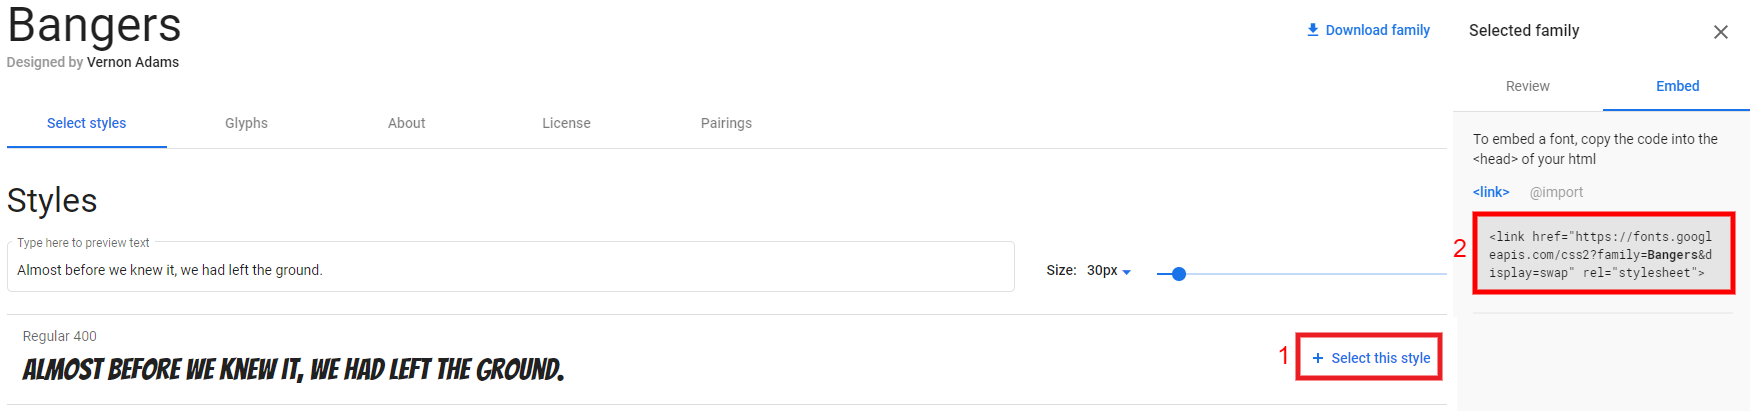 Bangers
Designed by Vernon Adams
Download family
Select styles
Glyphs
About
License
Pairings
Styles
Type here to preview text
Almost before we knew it, we had left the ground.
Size: 30px
Regular 400
ALMOST BEFORE WE KNEW IT, WE HAD LEFT THE GROUND.
1
+ Select this style
Selected family
Review
Embed
To embed a font, copy the code into the
<head> of your html
<link>
@import
2
<link href="https://fonts.googl
eapis.com/css2?family=Bangers&d
isplay=swap" rel="stylesheet">